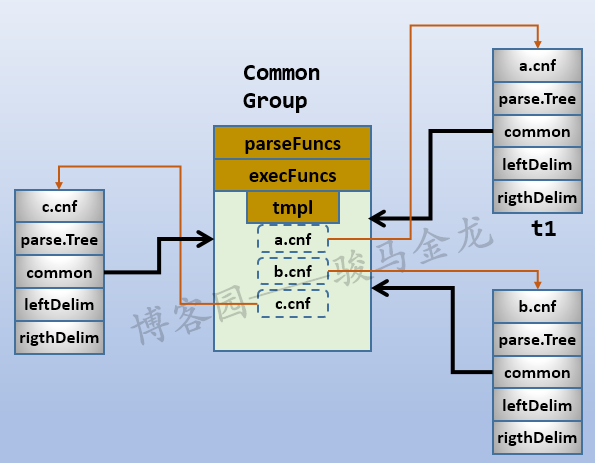 Common
Group
parseFuncs
execFuncs
tmpl
a.cnf
b.cnf
c.cnf
c.cnf
parse.Tree
common
leftDelim
rigthDelim
a.cnf
parse.Tree
common
leftDelim
rigthDelim
t1
b.cnf
parse.Tree
common
leftDelim
rigthDelim
博客园——骏马金龙